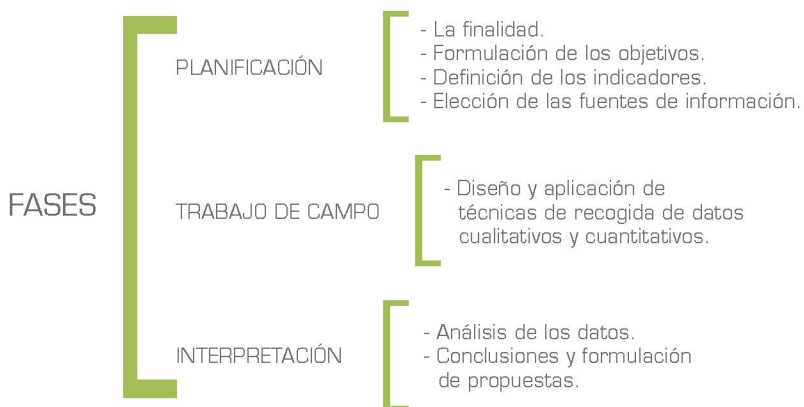 FASES
PLANIFICACIÓN
- La finalidad.
- Formulación de los objetivos.
- Definición de los indicadores.
- Elección de las fuentes de información.
TRABAJO DE CAMPO
- Diseño y aplicación de
técnicas de recogida de datos
cualitativos y cuantitativos.
INTERPRETACIÓN
- Análisis de los datos.
- Conclusiones y formulación
de propuestas.